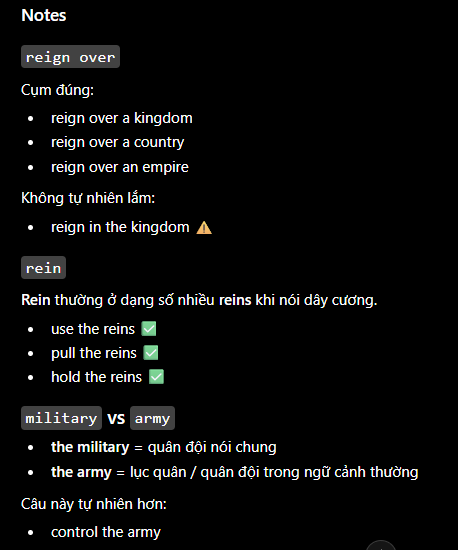 Notes
reign over
Cụm đúng:
• reign over a kingdom
• reign over a country
• reign over an empire
Không tự nhiên lắm:
• reign in the kingdom ⚠️
rein
Rein thường ở dạng số nhiều reins khi nói dây cương.
• use the reins ✅
• pull the reins ✅
• hold the reins ✅
military vs army
• the military = quân đội nói chung
• the army = lục quân / quân đội trong ngữ cảnh thường
Câu này tự nhiên hơn:
• control the army